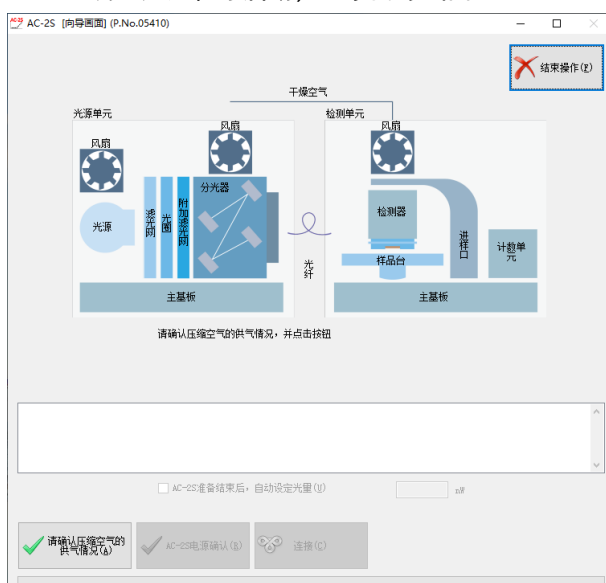 AC-2S [向导画面] (P.No.05410)
结束操作(E)
干燥空气
光源单元
检测单元
风扇
风扇
风扇
光源
滤光网
光圈
附加滤光网
分光器
光纤
检测器
样品台
进样口
计数单元
主基板
主基板
请确认压缩空气的供气情况，并点击按钮
AC-2S准备结束后，自动设定光量(U)
nW
请确认压缩空气的
供气情况(A)
AC-2S电源确认(B)
连接(C)